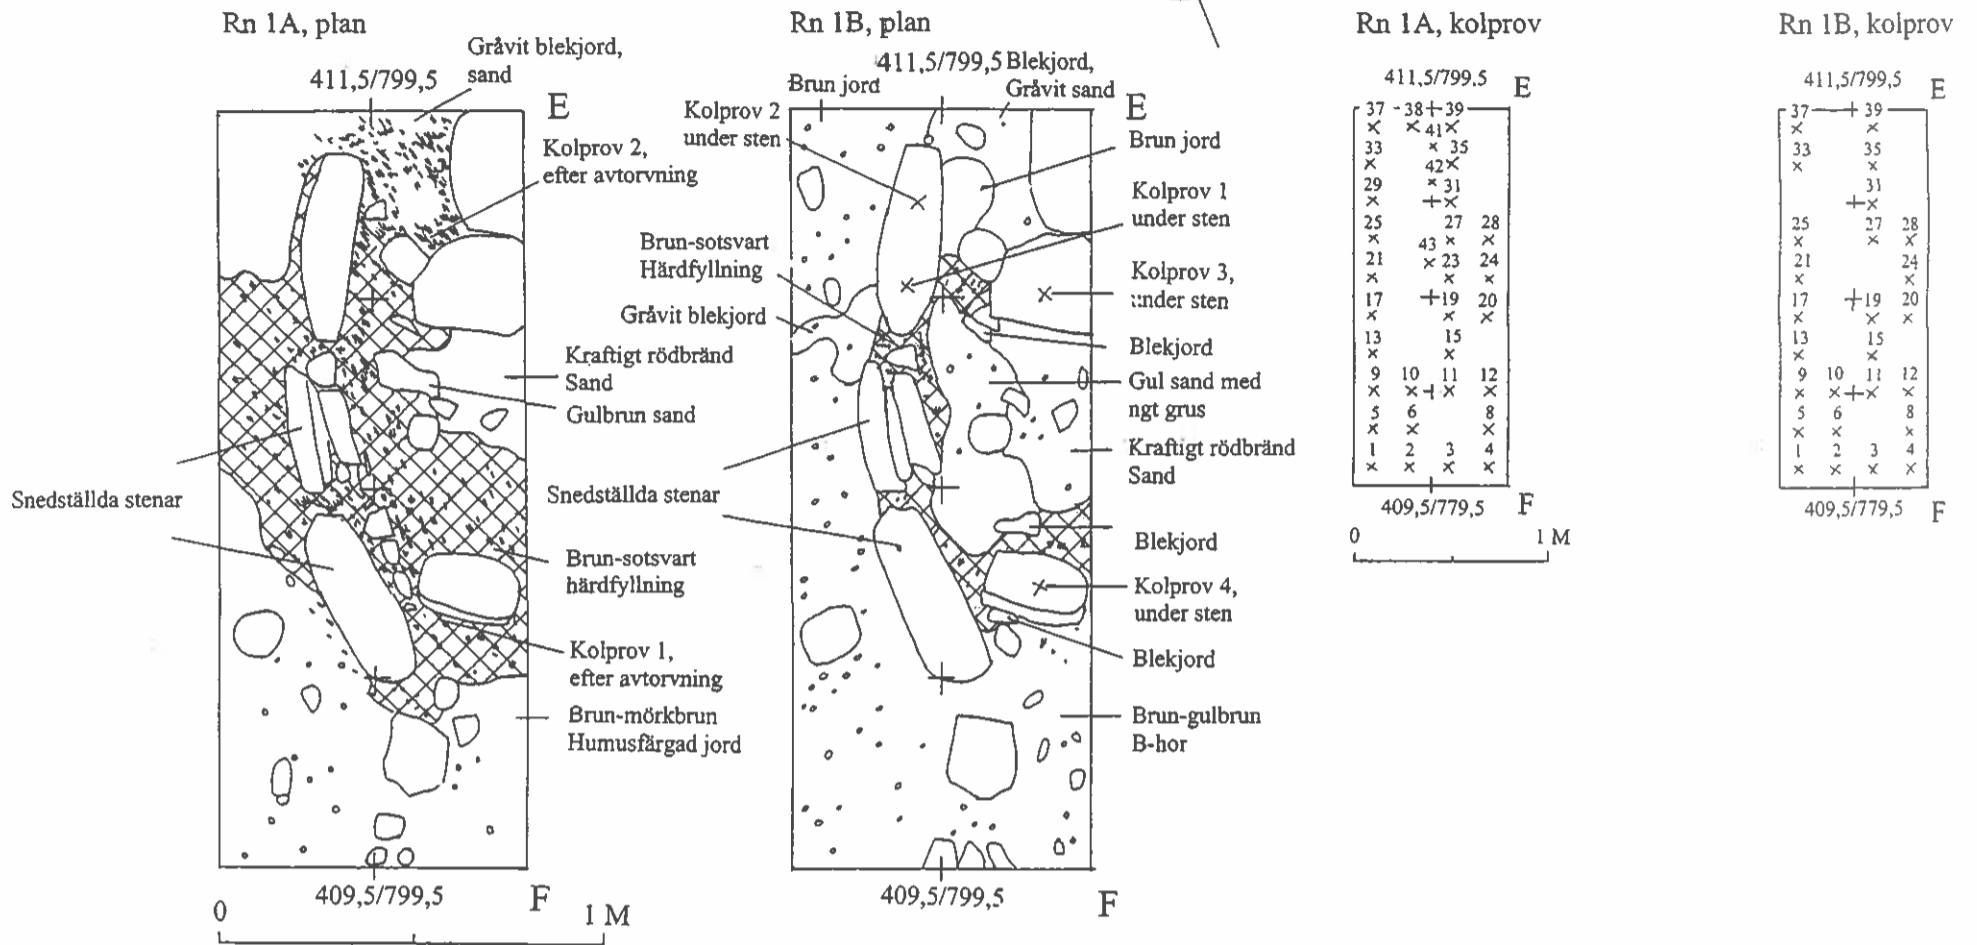 Rn 1A, plan
Gråvit blekjord,
sand
411,5/799,5
E
Kolprov 2,
efter avtorvning
Kraftigt rödbränd
Sand
Gulbrun sand
Snedställda stenar
Brun-sotsvart
härdfyllning
Kolprov 1,
efter avtorvning
Brun-mörkbrun
Humusfärgad jord
409,5/799,5
F
0
1 M
Rn 1B, plan
411,5/799,5
Blekjord,
Gråvit sand
E
Brun jord
Kolprov 2
under sten
Brun-sotsvart
Härdfyllning
Gråvit blekjord
Snedställda stenar
Brun jord
Kolprov 1
under sten
Kolprov 3,
under sten
Blekjord
Gul sand med
ngt grus
Kraftigt rödbränd
Sand
Blekjord
Kolprov 4,
under sten
Blekjord
Brun-gulbrun
B-hor
409,5/799,5
F
Rn 1A, kolprov
411,5/799,5
E
37 38 39
41
33 35
42
29 31
25 27 28
43
21 23 24
17 19 20
13 15
9 10 11 12
5 6 8
1 2 3 4
409,5/779,5
F
0 1 M
Rn 1B, kolprov
411,5/799,5
E
37 39
33 35
31
25 27 28
21 24
17 19 20
13 15
9 10 11 12
5 6 8
1 2 3 4
409,5/779,5
F